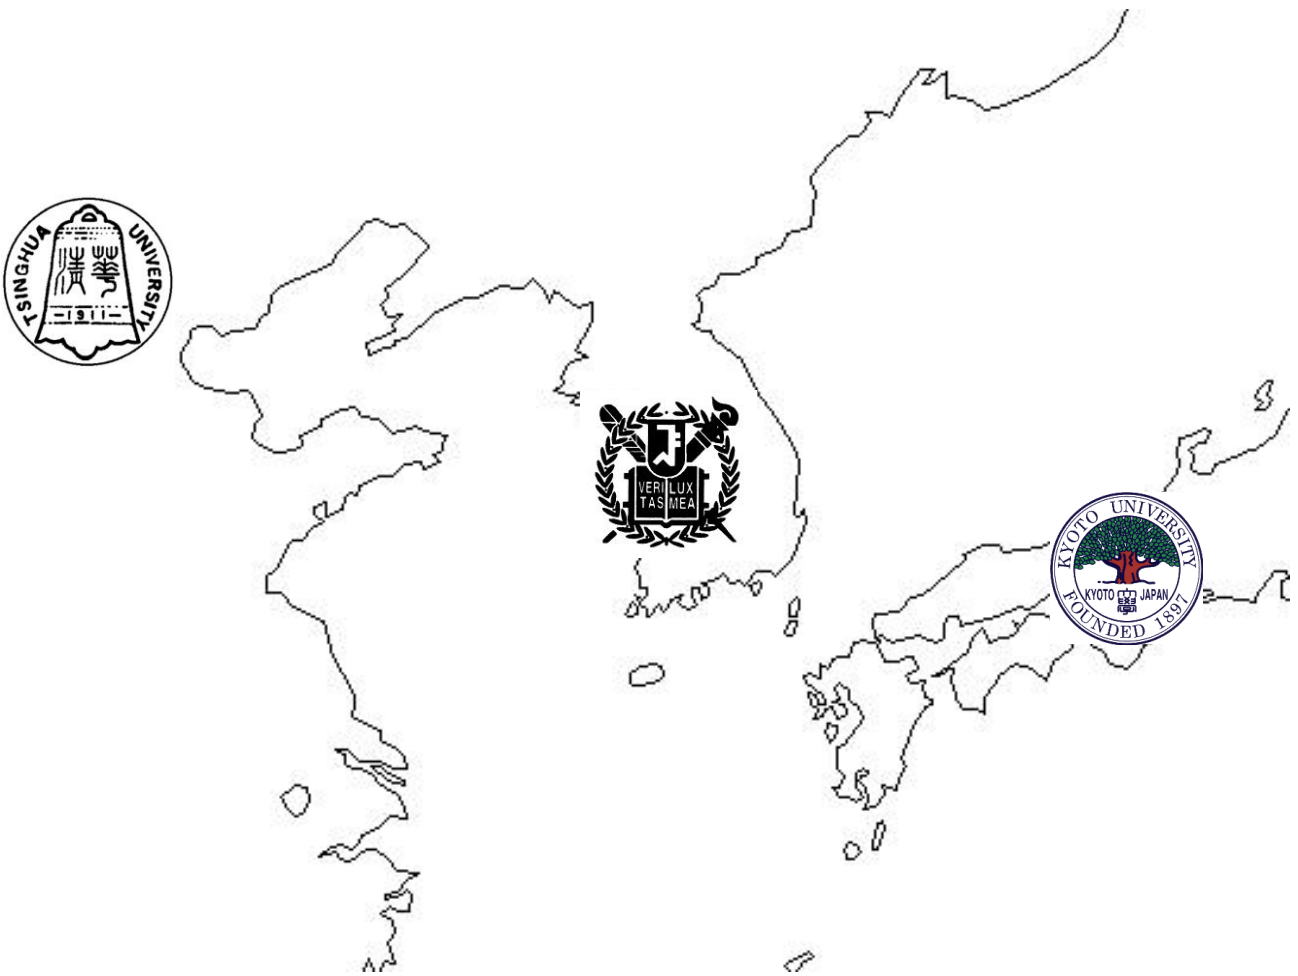 TSINGHUA UNIVERSITY
清華
—1911—
VERI LUX
TAS MEA
KYOTO UNIVERSITY
KYOTO JAPAN
FOUNDED 1897